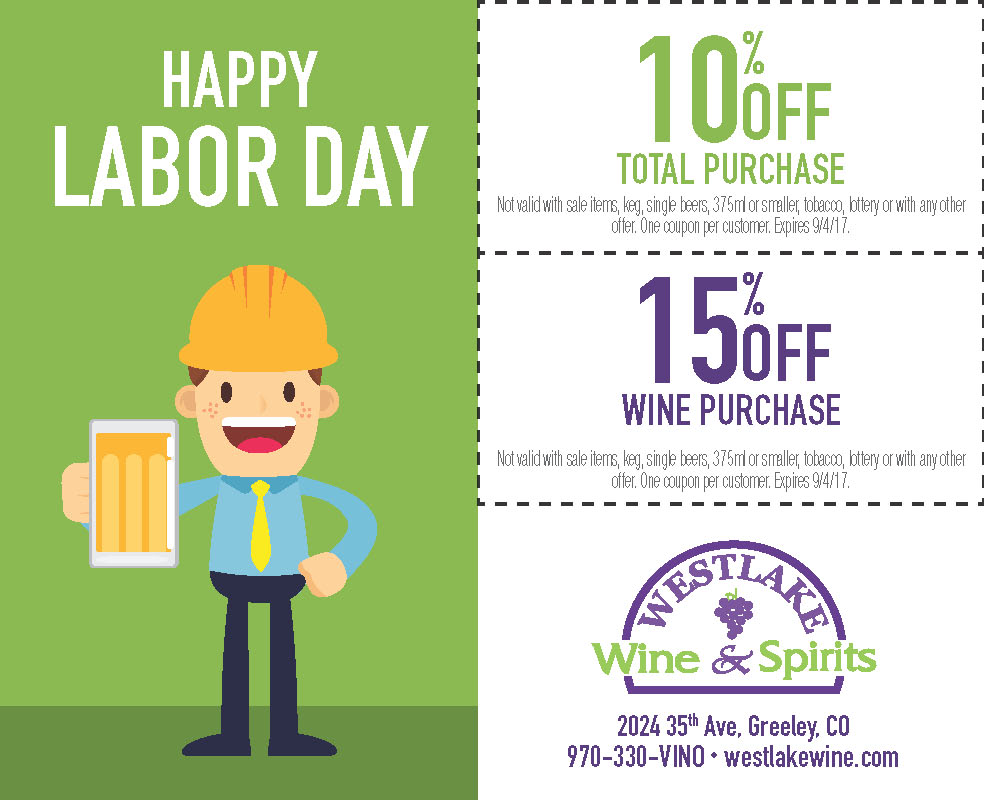 HAPPY
LABOR DAY
10% OFF
TOTAL PURCHASE
Not valid with sale items, keg, single beers, 375ml or smaller, tobacco, lottery or with any other
offer. One coupon per customer. Expires 9/4/17.
15% OFF
WINE PURCHASE
Not valid with sale items, keg, single beers, 375ml or smaller, tobacco, lottery or with any other
offer. One coupon per customer. Expires 9/4/17.
WESTLAKE
Wine & Spirits
2024 35th Ave, Greeley, CO
970-330-VINO • westlakewine.com